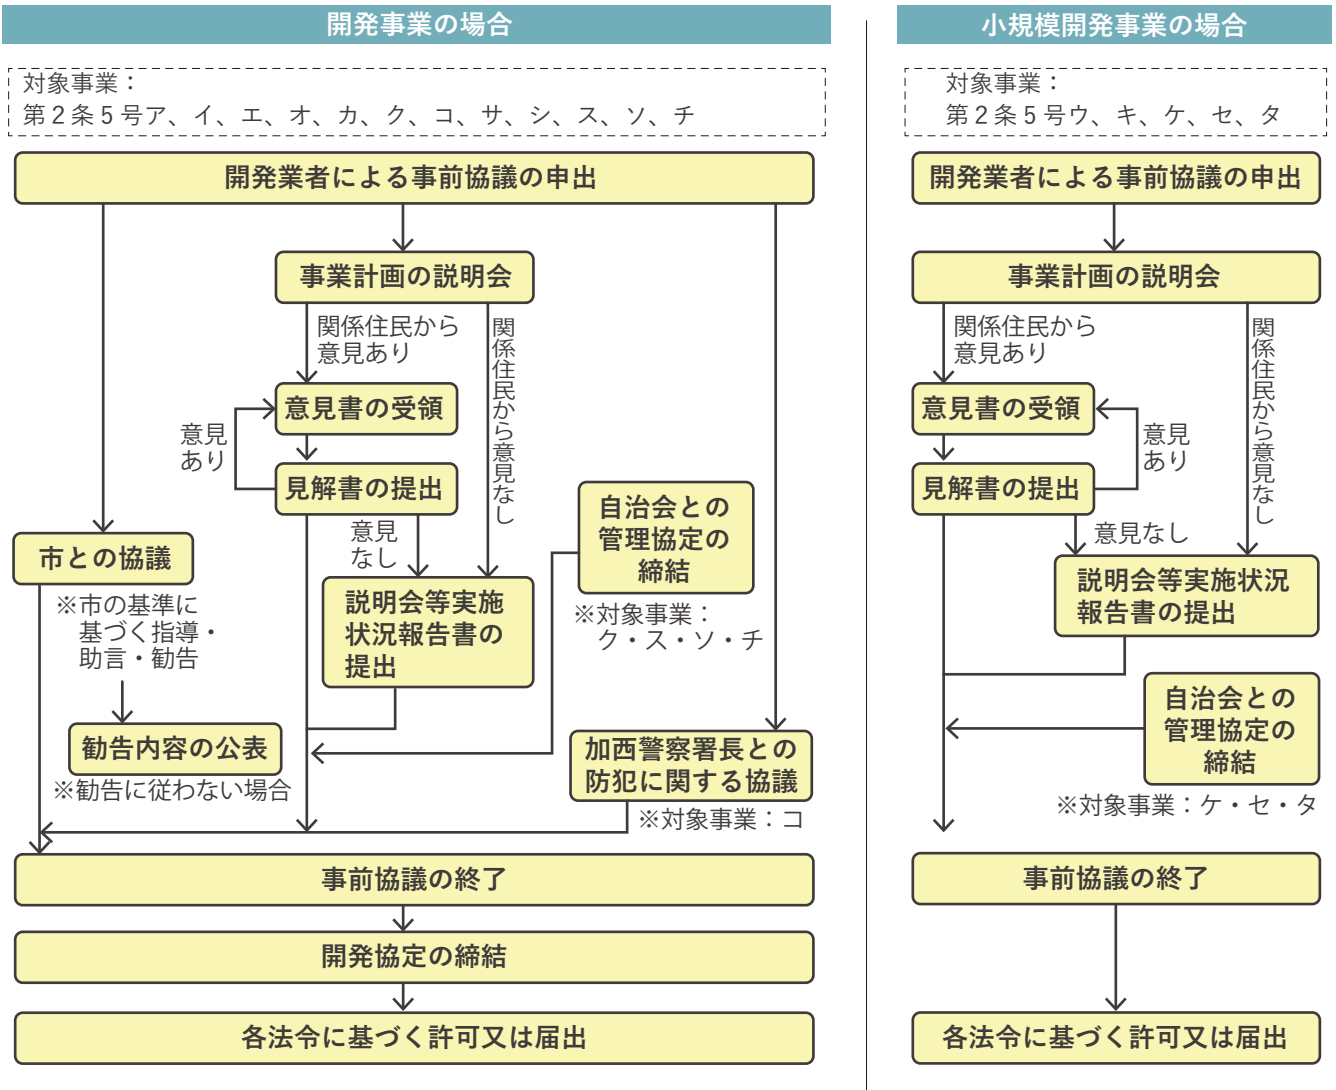 開発事業の場合
対象事業：
第２条５号ア、イ、エ、オ、カ、ク、コ、サ、シ、ス、ソ、チ
開発業者による事前協議の申出
事業計画の説明会
関係住民から
意見あり
関係住民から意見なし
意見書の受領
意見
あり
見解書の提出
意見
なし
自治会との
管理協定の
締結
※対象事業：
ク・ス・ソ・チ
市との協議
※市の基準に
基づく指導・
助言・勧告
説明会等実施
状況報告書の
提出
勧告内容の公表
※勧告に従わない場合
加西警察署長との
防犯に関する協議
※対象事業：コ
事前協議の終了
開発協定の締結
各法令に基づく許可又は届出
小規模開発事業の場合
対象事業：
第２条５号ウ、キ、ケ、セ、タ
開発業者による事前協議の申出
事業計画の説明会
関係住民から
意見あり
関係住民から意見なし
意見書の受領
意見
あり
見解書の提出
意見なし
説明会等実施状況
報告書の提出
自治会との
管理協定の
締結
※対象事業：ケ・セ・タ
事前協議の終了
各法令に基づく許可又は届出